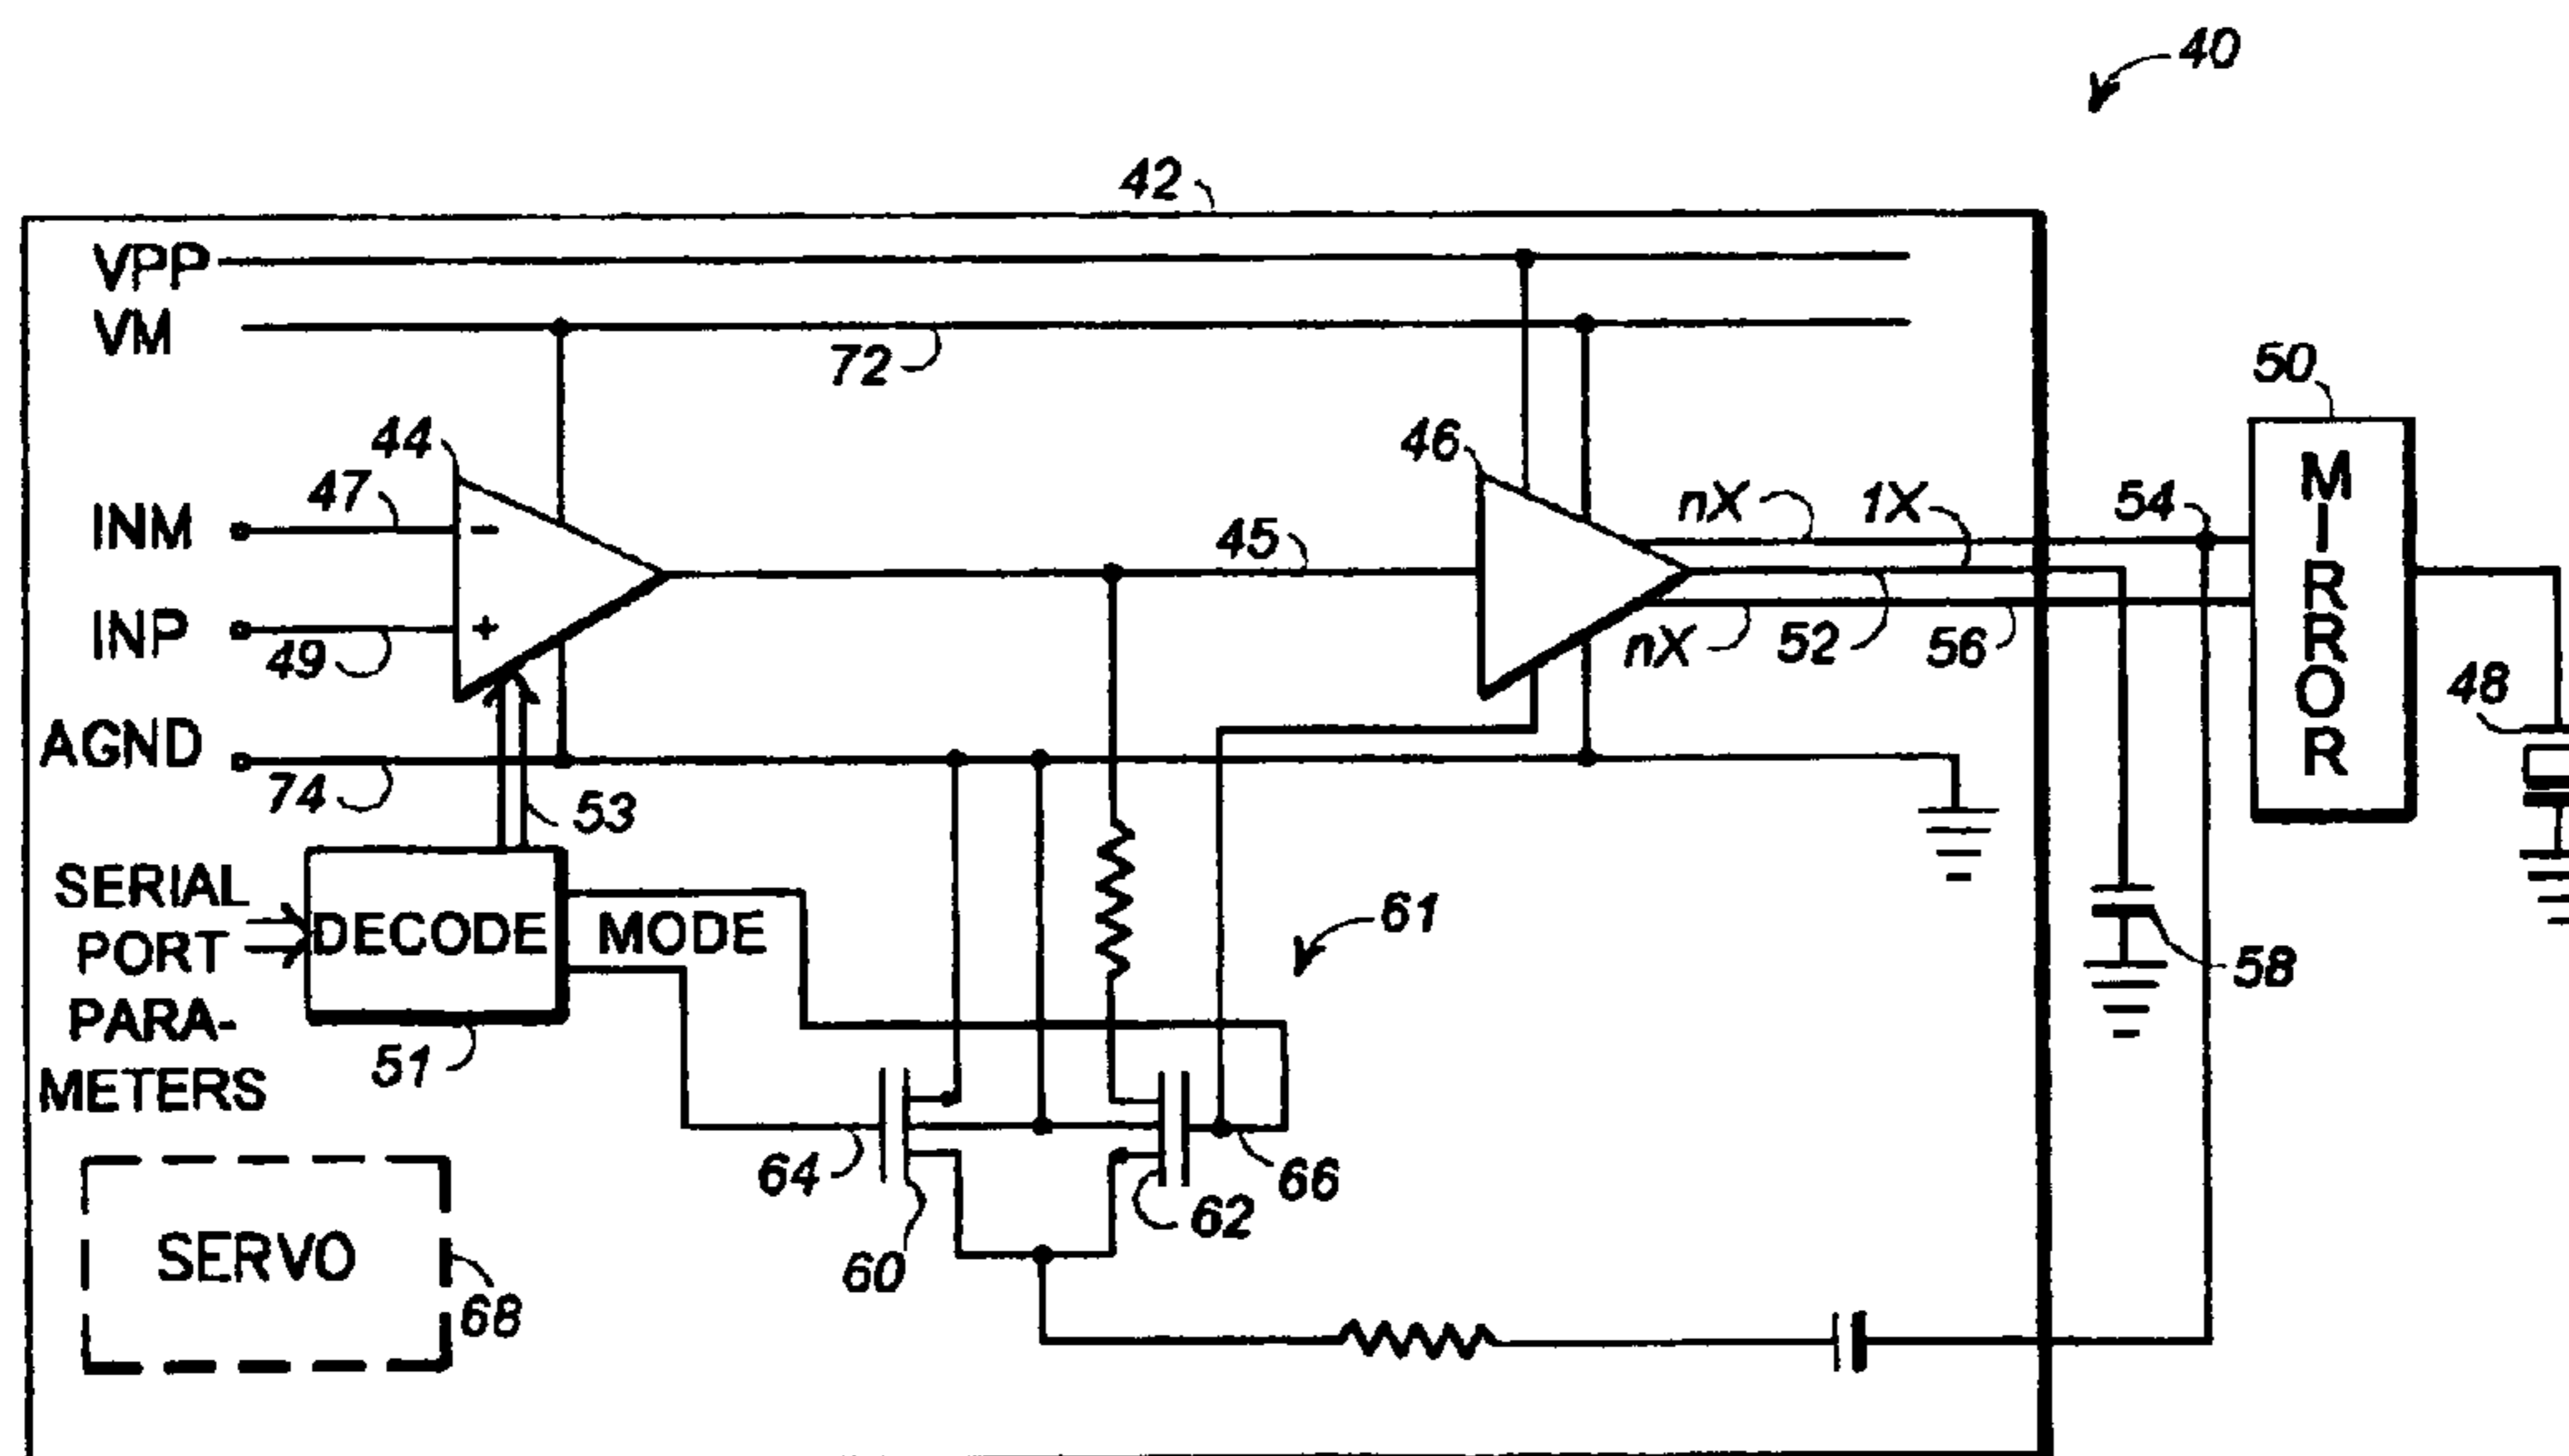 40
42
VPP
VM
72
50
44
46
47
nX
1X
54
INM
45
MIRROR
INP
49
nX
52
56
48
AGND
74
53
SERIAL
PORT
PARA-
METERS
DECODE
MODE
61
58
51
64
66
62
60
SERVO
68